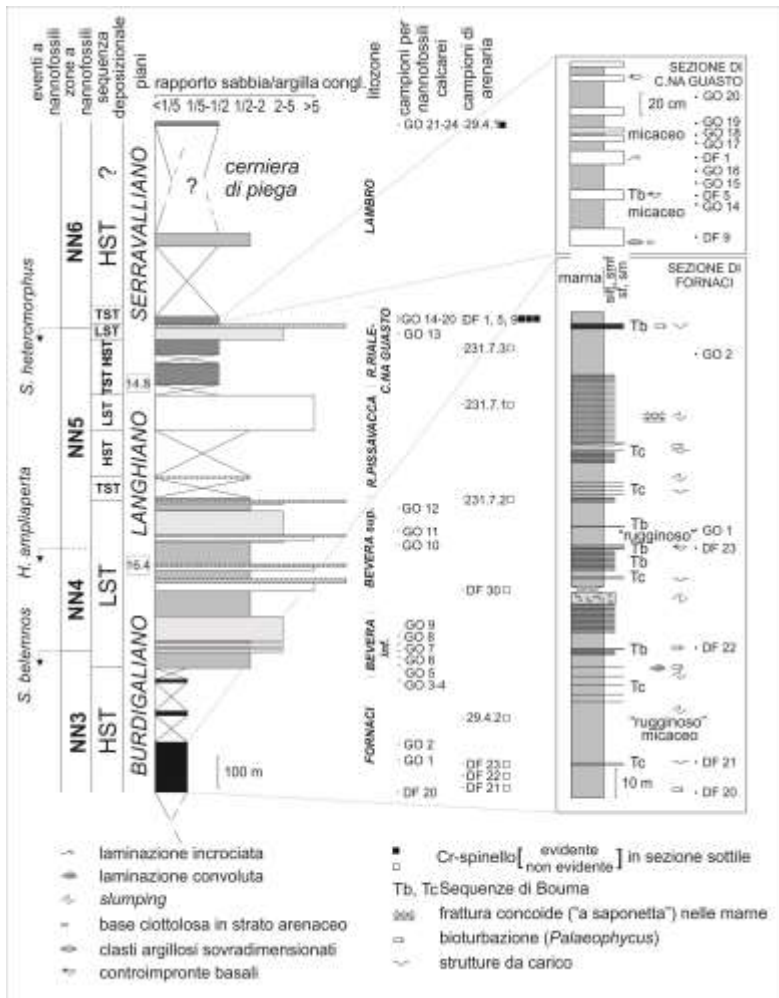 eventi a nannofossili
zone a nannofossili
sequenza deposizionale
piani
rapporto sabbia/argilla congl.
<1/5 1/5-1/2 1/2-2 2-5 >5
litozone
campioni per nannofossili calcarei
campioni di arenaria
S. heteromorphus
H. ampliaperta
S. belemnos
NN6
NN5
NN4
NN3
?
HST
TST
LST
HST
TST
LST
HST
TST
LST
HST
SERRAVALLIANO
14.8
LANGHIANO
16.4
BURDIGALIANO
?
cerniera di piega
100 m
LAMBRO
R.RIALE-C.NA GUASTO
R.PISSAVACCA
BEVERA sup.
BEVERA inf.
FORNACI
GO 21-24
GO 14-20
GO 13
GO 12
GO 11
GO 10
GO 9
GO 8
GO 7
GO 6
GO 5
GO 3-4
GO 2
GO 1
DF 20
DF 1, 5, 9
231.7.3
231.7.1
231.7.2
DF 30
29.4.2
DF 23
DF 22
DF 21
SEZIONE DI C.NA GUASTO
20 cm
GO 20
GO 19
micaceo
GO 18
GO 17
DF 1
GO 16
GO 15
Tb
DF 5
GO 14
micaceo
DF 9
marna
SEZIONE DI FORNACI
Tb
GO 2
Tc
Tc
Tb
GO 1
"rugginoso"
Tb
DF 23
Tb
Tc
Tb
DF 22
Tc
"rugginoso" micaceo
Tc
DF 21
10 m
DF 20
laminazione incrociata
laminazione convoluta
slumping
base ciottolosa in strato arenaceo
clasti argillosi sovradimensionati
controimpronte basali
Cr-spinello [ evidente non evidente ] in sezione sottile
Tb, Tc Sequenze di Bouma
frattura concoide ("a saponetta") nelle marne
bioturbazione (Palaeophycus)
strutture da carico